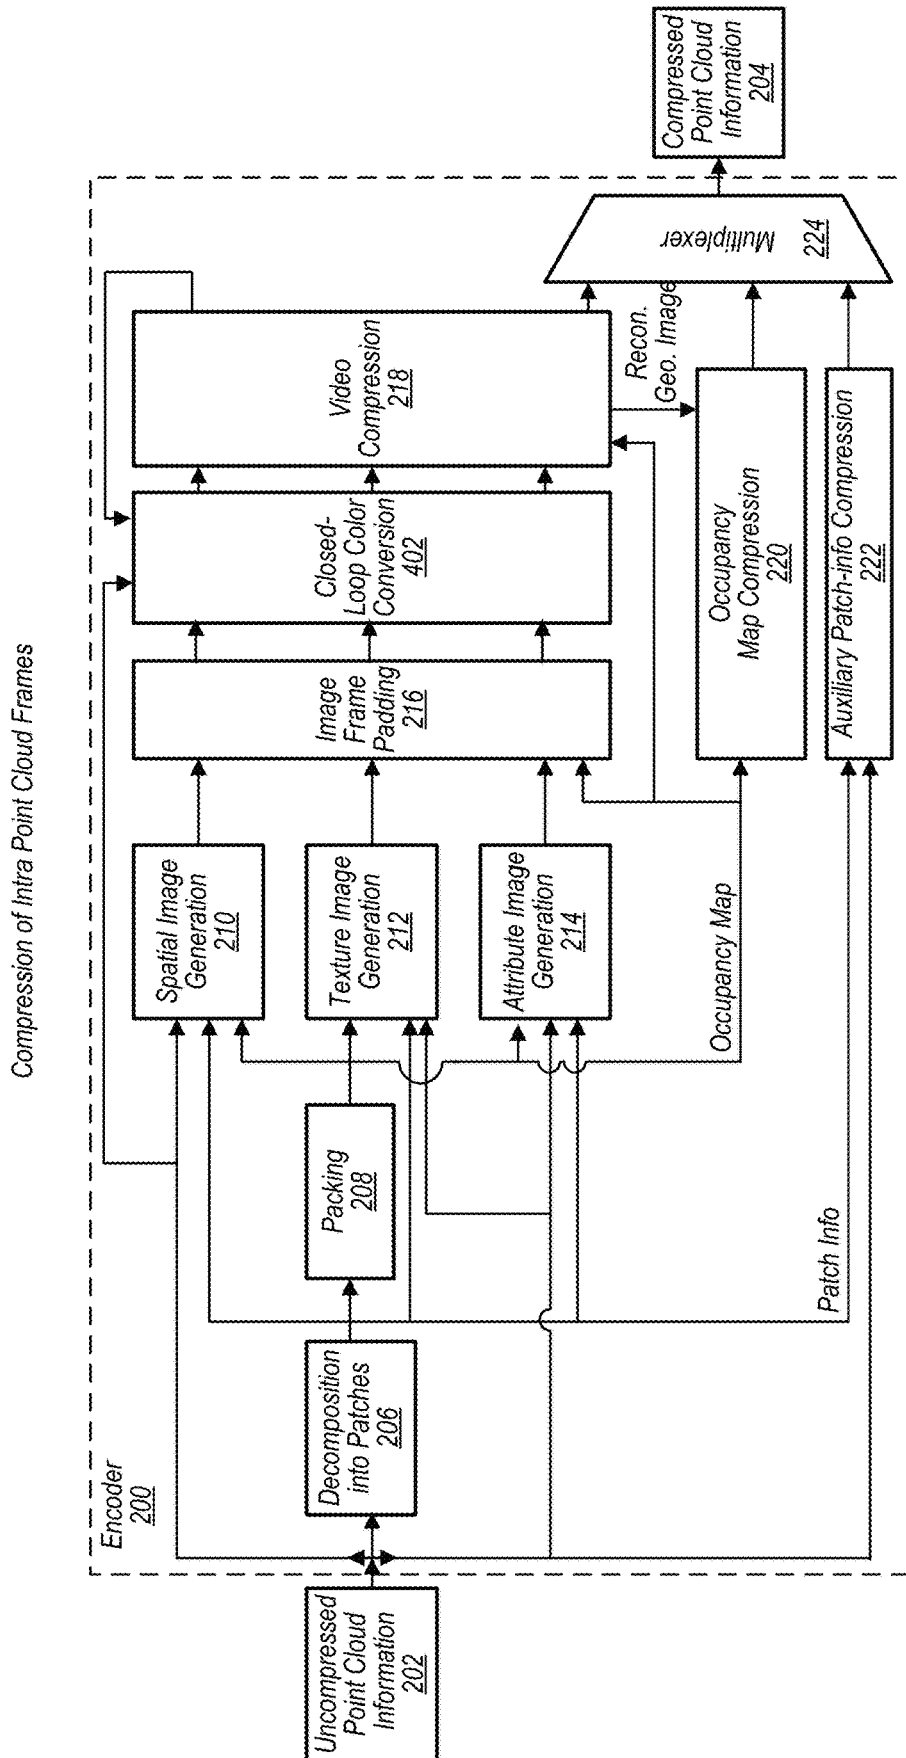 Compression of Intra Point Cloud Frames
Encoder
200
Uncompressed
Point Cloud
Information
202
Decomposition
into Patches
206
Packing
208
Spatial Image
Generation
210
Texture Image
Generation
212
Attribute Image
Generation
214
Image
Frame
Padding
216
Closed-
Loop Color
Conversion
402
Video
Compression
218
Recon.
Geo. Image
Occupancy Map
Occupancy
Map Compression
220
Patch Info
Auxiliary Patch-info Compression
222
Multiplexer
224
Compressed
Point Cloud
Information
204